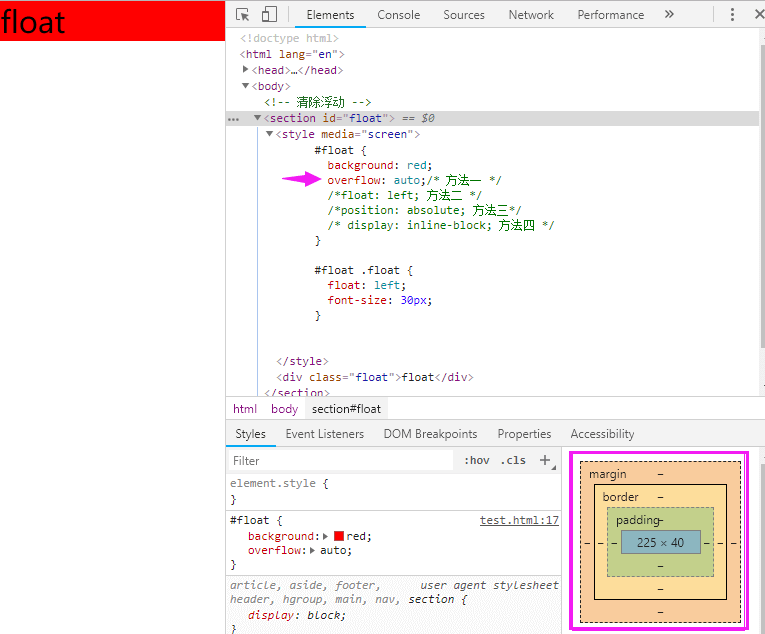 float
Elements Console Sources Network Performance »
<!doctype html>
<html lang="en">
<head>…</head>
<body>
<!-- 清除浮动 -->
<section id="float"> == $0
<style media="screen">
#float {
background: red;
overflow: auto;/* 方法一 */
/*float: left; 方法二 */
/*position: absolute; 方法三*/
/* display: inline-block; 方法四 */
}
#float .float {
float: left;
font-size: 30px;
}
</style>
<div class="float">float</div>
</section>
html body section#float
Styles Event Listeners DOM Breakpoints Properties Accessibility
Filter :hov .cls +
element.style {
}
#float { test.html:17
background: red;
overflow: auto;
}
article, aside, footer, user agent stylesheet
header, hgroup, main, nav, section {
display: block;
}
margin –
border –
padding –
– – – 225 × 40 – – –
–
–
–